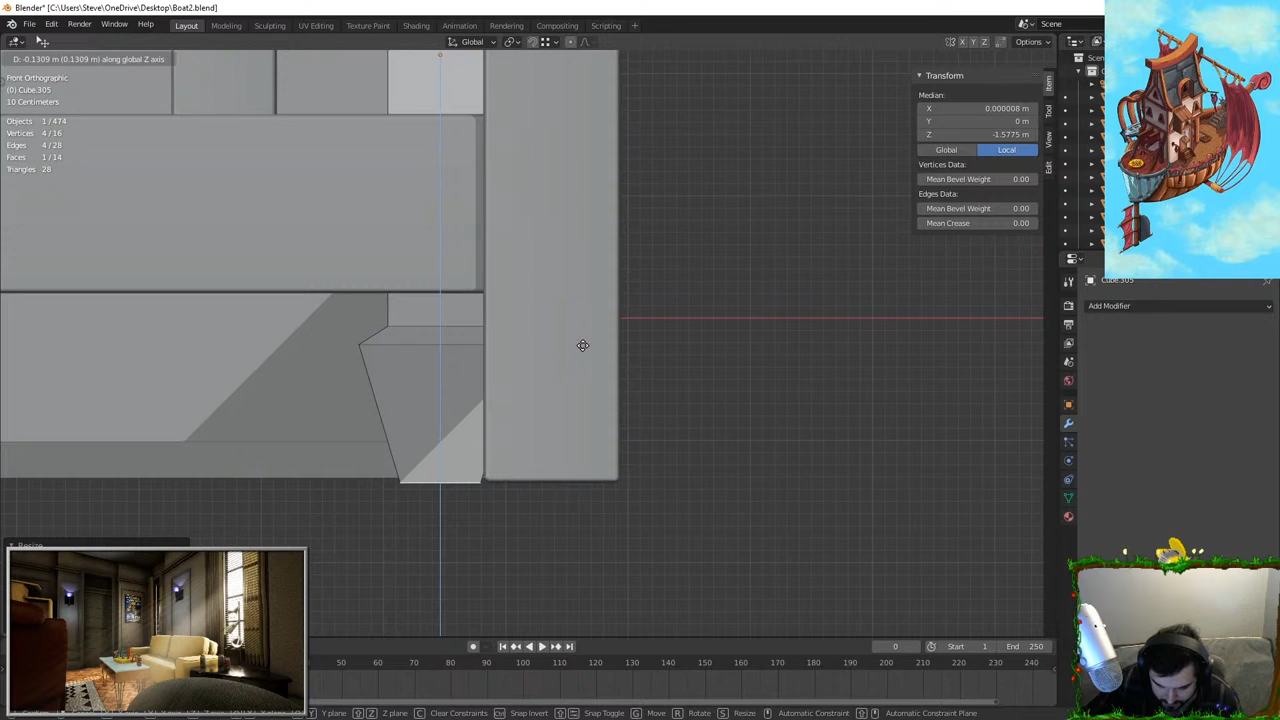 Blender* [C:\Users\Steve\OneDrive\Desktop\Boat2.blend]
File Edit Render Window Help Layout Modeling Sculpting UV Editing Texture Paint Shading Animation Rendering Compositing Scripting + Scene
Global X Y Z Options
D: -0.1309 m (0.1309 m) along global Z axis
Front Orthographic
(0) Cube.305
10 Centimeters
Objects 1 / 474
Vertices 4 / 16
Edges 4 / 28
Faces 1 / 14
Triangles 28
Transform
Median:
X 0.000008 m
Y 0 m
Z -1.5775 m
Global Local
Vertices Data:
Mean Bevel Weight 0.00
Edges Data:
Mean Bevel Weight 0.00
Mean Crease 0.00
Item
Tool
View
Edit
Cube.305
Add Modifier
Resize
0 Start 1 End 250
50 60 70 80 90 100 110 120 130 140 150 160 170 180 190 200 210 220 230 240
Y plane Z plane Clear Constraints Snap Invert Snap Toggle G Move R Rotate S Resize Automatic Constraint Automatic Constraint Plane